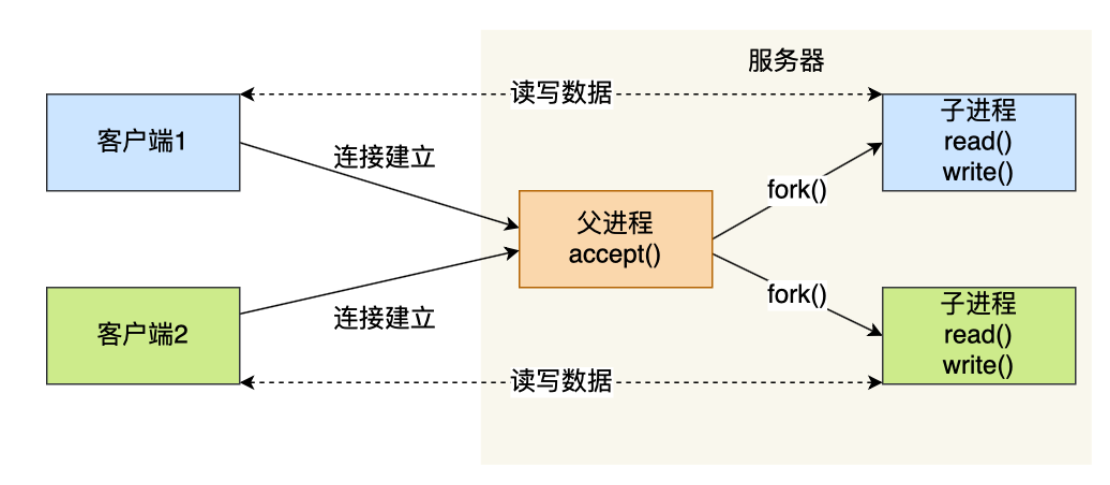 服务器
读写数据
客户端1
子进程
read()
write()
连接建立
fork()
父进程
accept()
fork()
连接建立
客户端2
子进程
read()
write()
读写数据